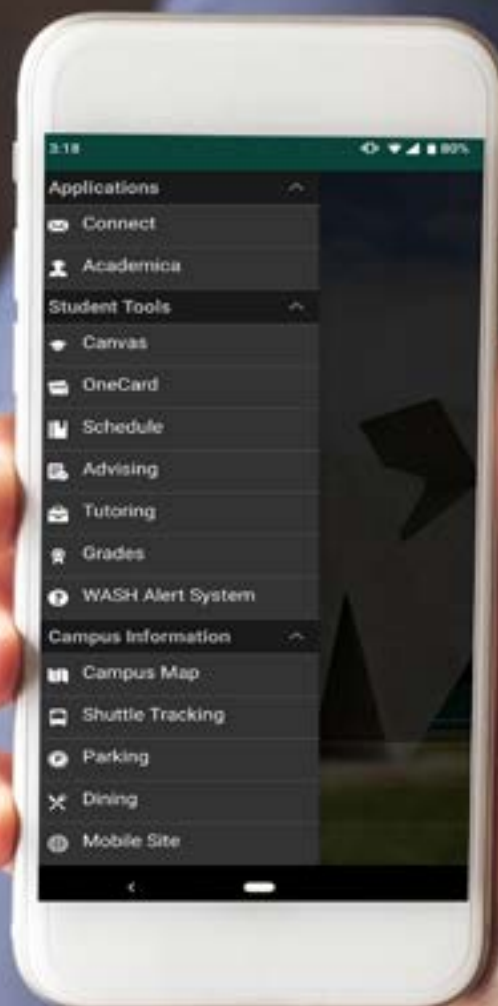 3:18 80%
Applications
Connect
Academica
Student Tools
Canvas
OneCard
Schedule
Advising
Tutoring
Grades
WASH Alert System
Campus Information
Campus Map
Shuttle Tracking
Parking
Dining
Mobile Site